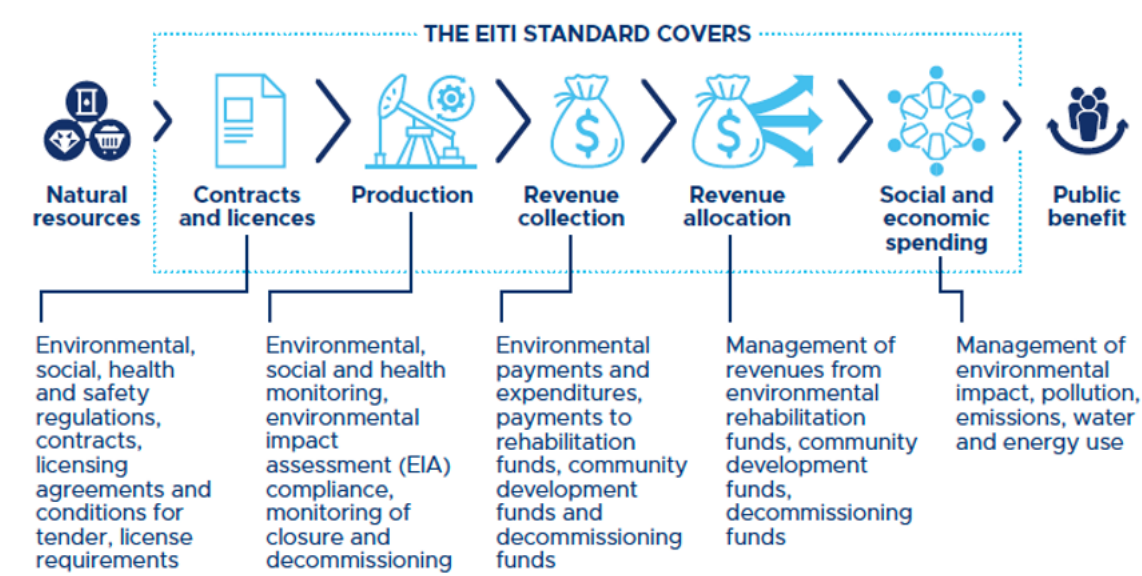 THE EITI STANDARD COVERS
Natural
resources
Contracts
and licences
Production
Revenue
collection
Revenue
allocation
Social and
economic
spending
Public
benefit
Environmental,
social, health
and safety
regulations,
contracts,
licensing
agreements and
conditions for
tender, license
requirements
Environmental,
social and health
monitoring,
environmental
impact
assessment (EIA)
compliance,
monitoring of
closure and
decommissioning
Environmental
payments and
expenditures,
payments to
rehabilitation
funds, community
development
funds and
decommissioning
funds
Management of
revenues from
environmental
rehabilitation
funds, community
development
funds,
decommissioning
funds
Management of
environmental
impact, pollution,
emissions, water
and energy use